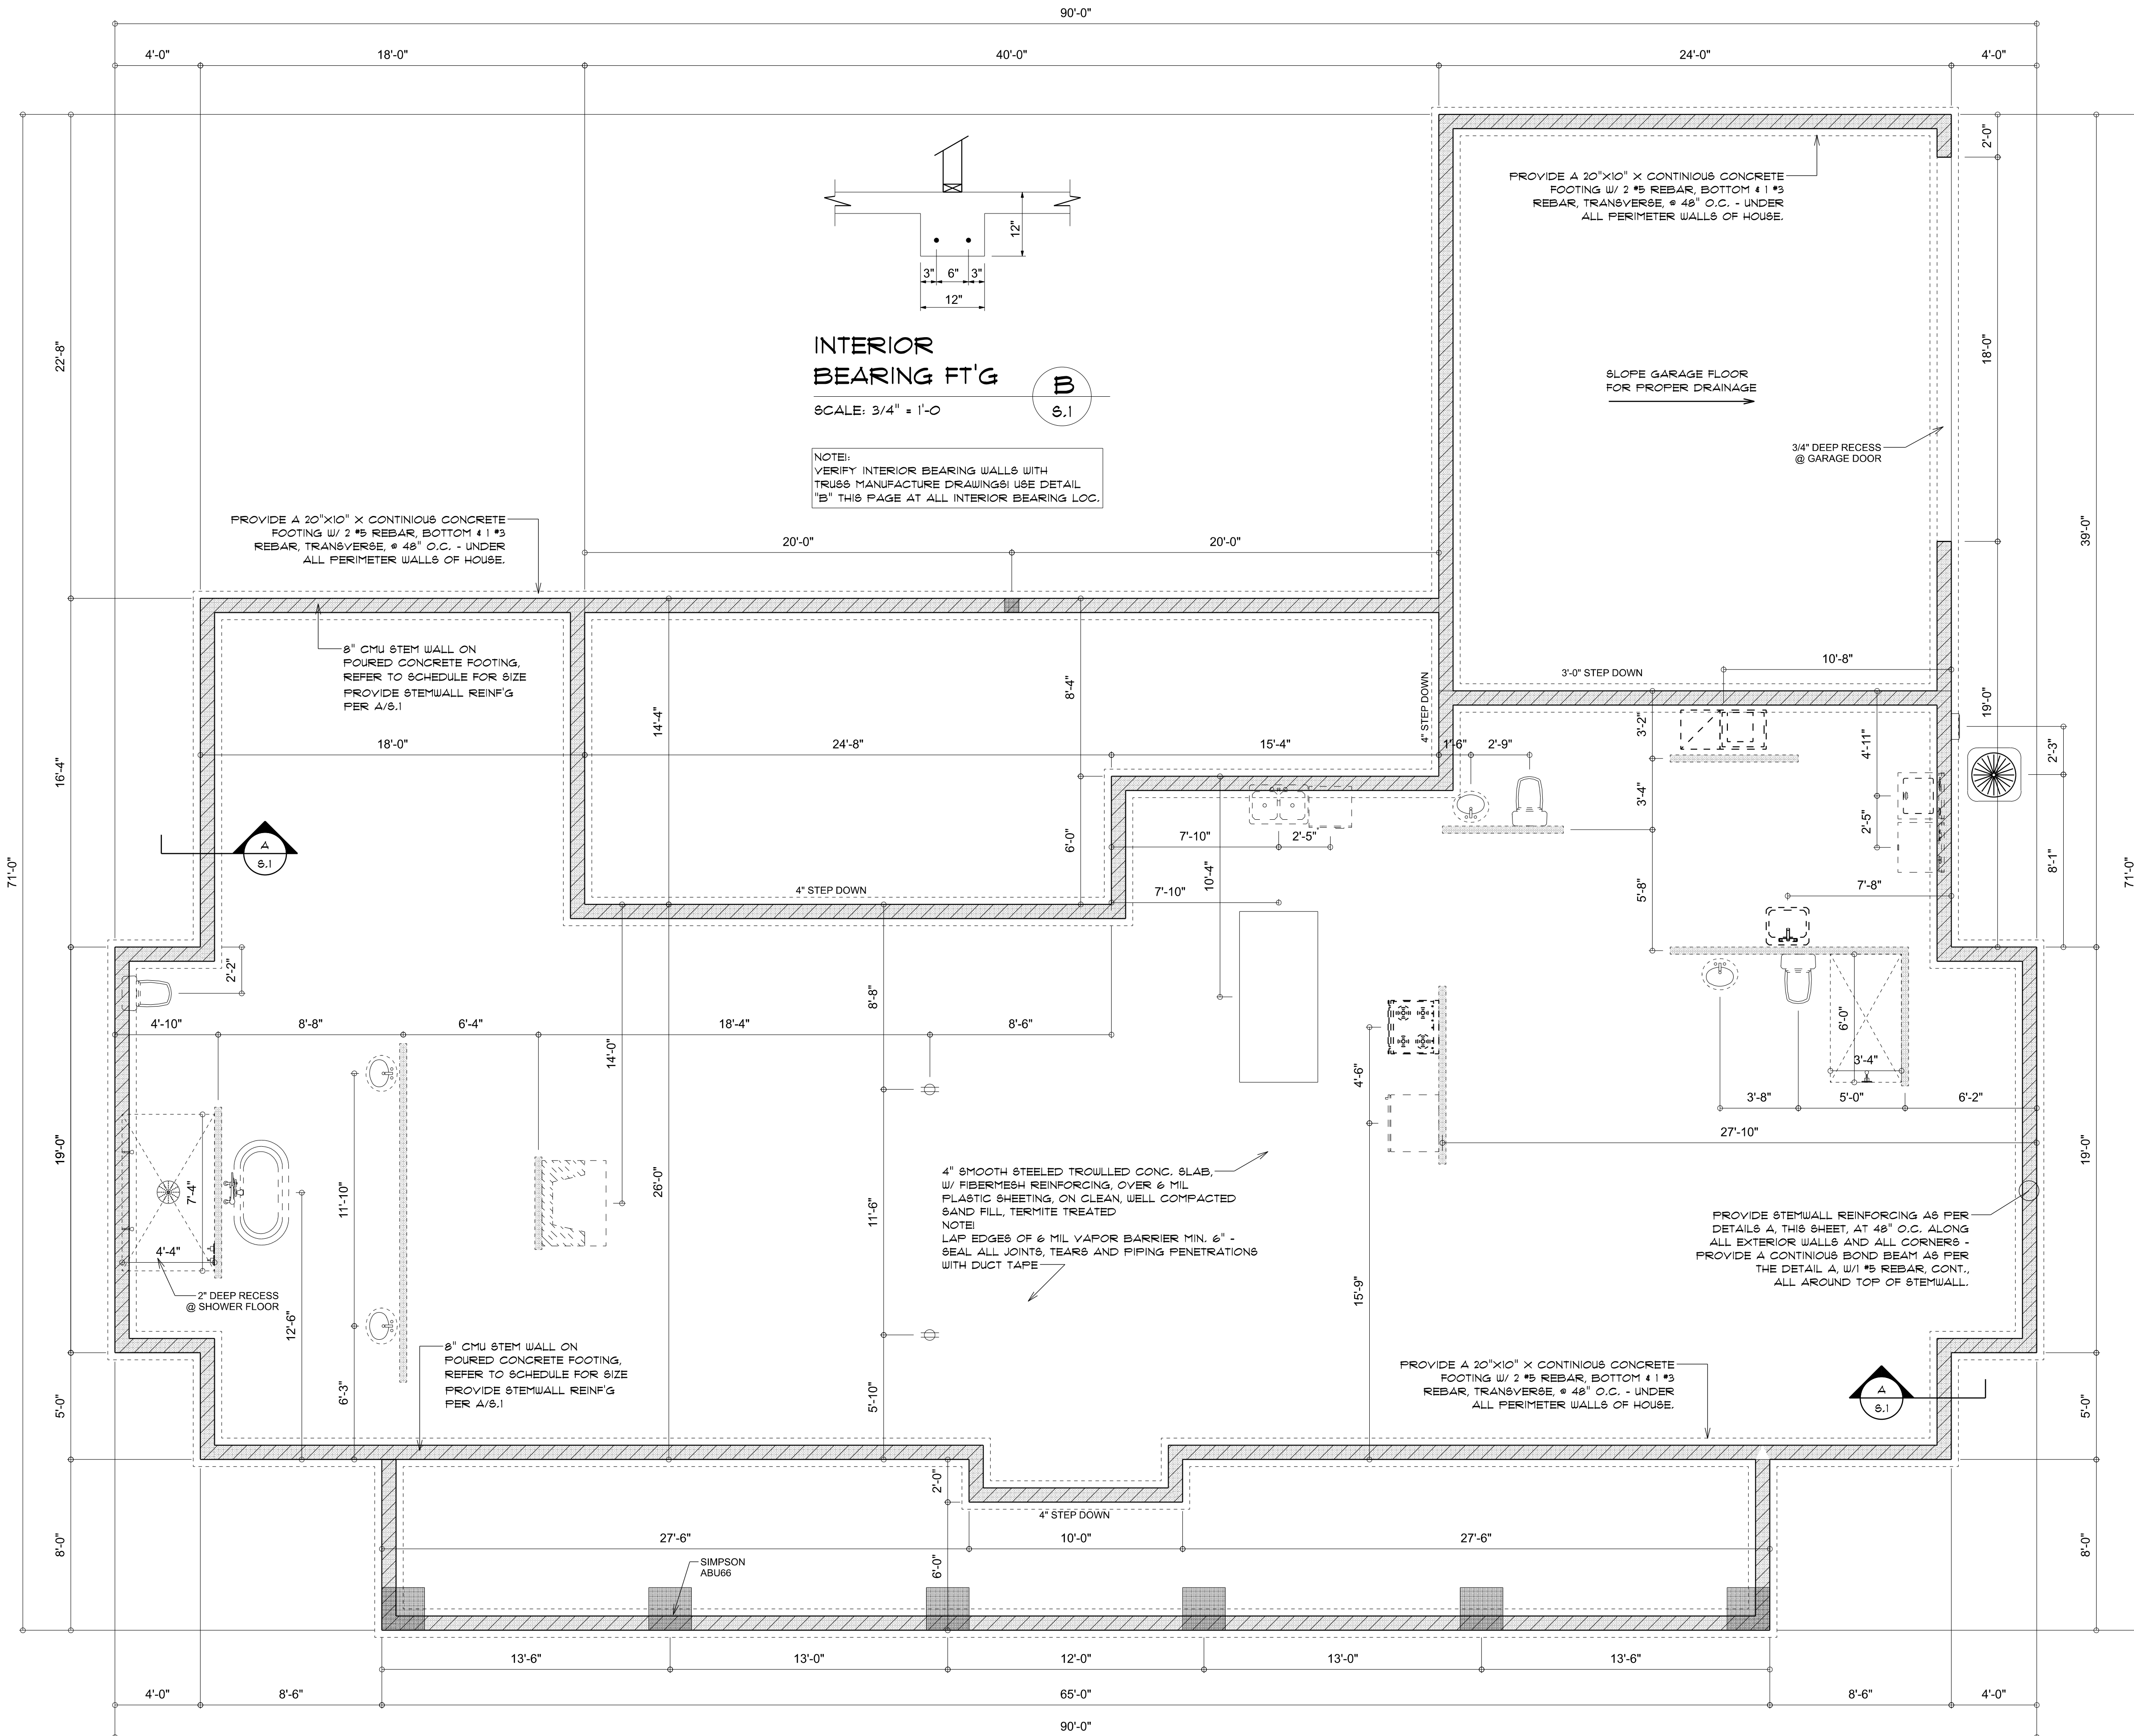 90'-0"
4'-0" 18'-0" 40'-0" 24'-0" 4'-0"
2'-0"
PROVIDE A 20"X10" X CONTINIOUS CONCRETE
FOOTING W/ 2 #5 REBAR, BOTTOM & 1 #3
REBAR, TRANSVERSE, @ 48" O.C. - UNDER
ALL PERIMETER WALLS OF HOUSE.
12"
3" 6" 3"
12"
INTERIOR
BEARING FT'G
SCALE: 3/4" = 1'-0
B
S.1
22'-8"
18'-0"
SLOPE GARAGE FLOOR
FOR PROPER DRAINAGE
3/4" DEEP RECESS
@ GARAGE DOOR
NOTE!:
VERIFY INTERIOR BEARING WALLS WITH
TRUSS MANUFACTURE DRAWINGS! USE DETAIL
"B" THIS PAGE AT ALL INTERIOR BEARING LOC.
PROVIDE A 20"X10" X CONTINIOUS CONCRETE
FOOTING W/ 2 #5 REBAR, BOTTOM & 1 #3
REBAR, TRANSVERSE, @ 48" O.C. - UNDER
ALL PERIMETER WALLS OF HOUSE.
20'-0" 20'-0"
39'-0"
8" CMU STEM WALL ON
POURED CONCRETE FOOTING,
REFER TO SCHEDULE FOR SIZE
PROVIDE STEMWALL REINF'G
PER A/S.1
14'-4"
8'-4"
4" STEP DOWN
3'-0" STEP DOWN
10'-8"
19'-0"
3'-2"
4'-11"
2'-3"
18'-0" 24'-8" 15'-4" 1'-6" 2'-9"
16'-4"
3'-4"
2'-5"
A
S.1
6'-0"
7'-10" 2'-5"
8'-1"
71'-0"
71'-0"
4" STEP DOWN
7'-10"
10'-4"
5'-8"
7'-8"
2'-2"
8'-8"
6'-0"
4'-10" 8'-8" 6'-4" 18'-4" 8'-6"
14'-0"
4'-6"
3'-4"
3'-8" 5'-0" 6'-2"
27'-10"
19'-0"
7'-4"
11'-10"
26'-0"
11'-6"
19'-0"
4" SMOOTH STEELED TROWLLED CONC. SLAB,
W/ FIBERMESH REINFORCING, OVER 6 MIL
PLASTIC SHEETING, ON CLEAN, WELL COMPACTED
SAND FILL, TERMITE TREATED
NOTE!
LAP EDGES OF 6 MIL VAPOR BARRIER MIN. 6" -
SEAL ALL JOINTS, TEARS AND PIPING PENETRATIONS
WITH DUCT TAPE
PROVIDE STEMWALL REINFORCING AS PER
DETAILS A, THIS SHEET, AT 48" O.C. ALONG
ALL EXTERIOR WALLS AND ALL CORNERS -
PROVIDE A CONTINIOUS BOND BEAM AS PER
THE DETAIL A, W/1 #5 REBAR, CONT.,
ALL AROUND TOP OF STEMWALL.
4'-4"
2" DEEP RECESS
@ SHOWER FLOOR
12'-6"
15'-9"
8" CMU STEM WALL ON
POURED CONCRETE FOOTING,
REFER TO SCHEDULE FOR SIZE
PROVIDE STEMWALL REINF'G
PER A/S.1
PROVIDE A 20"X10" X CONTINIOUS CONCRETE
FOOTING W/ 2 #5 REBAR, BOTTOM & 1 #3
REBAR, TRANSVERSE, @ 48" O.C. - UNDER
ALL PERIMETER WALLS OF HOUSE.
A
S.1
5'-0"
6'-3"
5'-10"
5'-0"
2'-0"
4" STEP DOWN
27'-6" 10'-0" 27'-6"
8'-0"
6'-0"
8'-0"
SIMPSON
ABU66
13'-6" 13'-0" 12'-0" 13'-0" 13'-6"
4'-0" 8'-6" 65'-0" 8'-6" 4'-0"
90'-0"